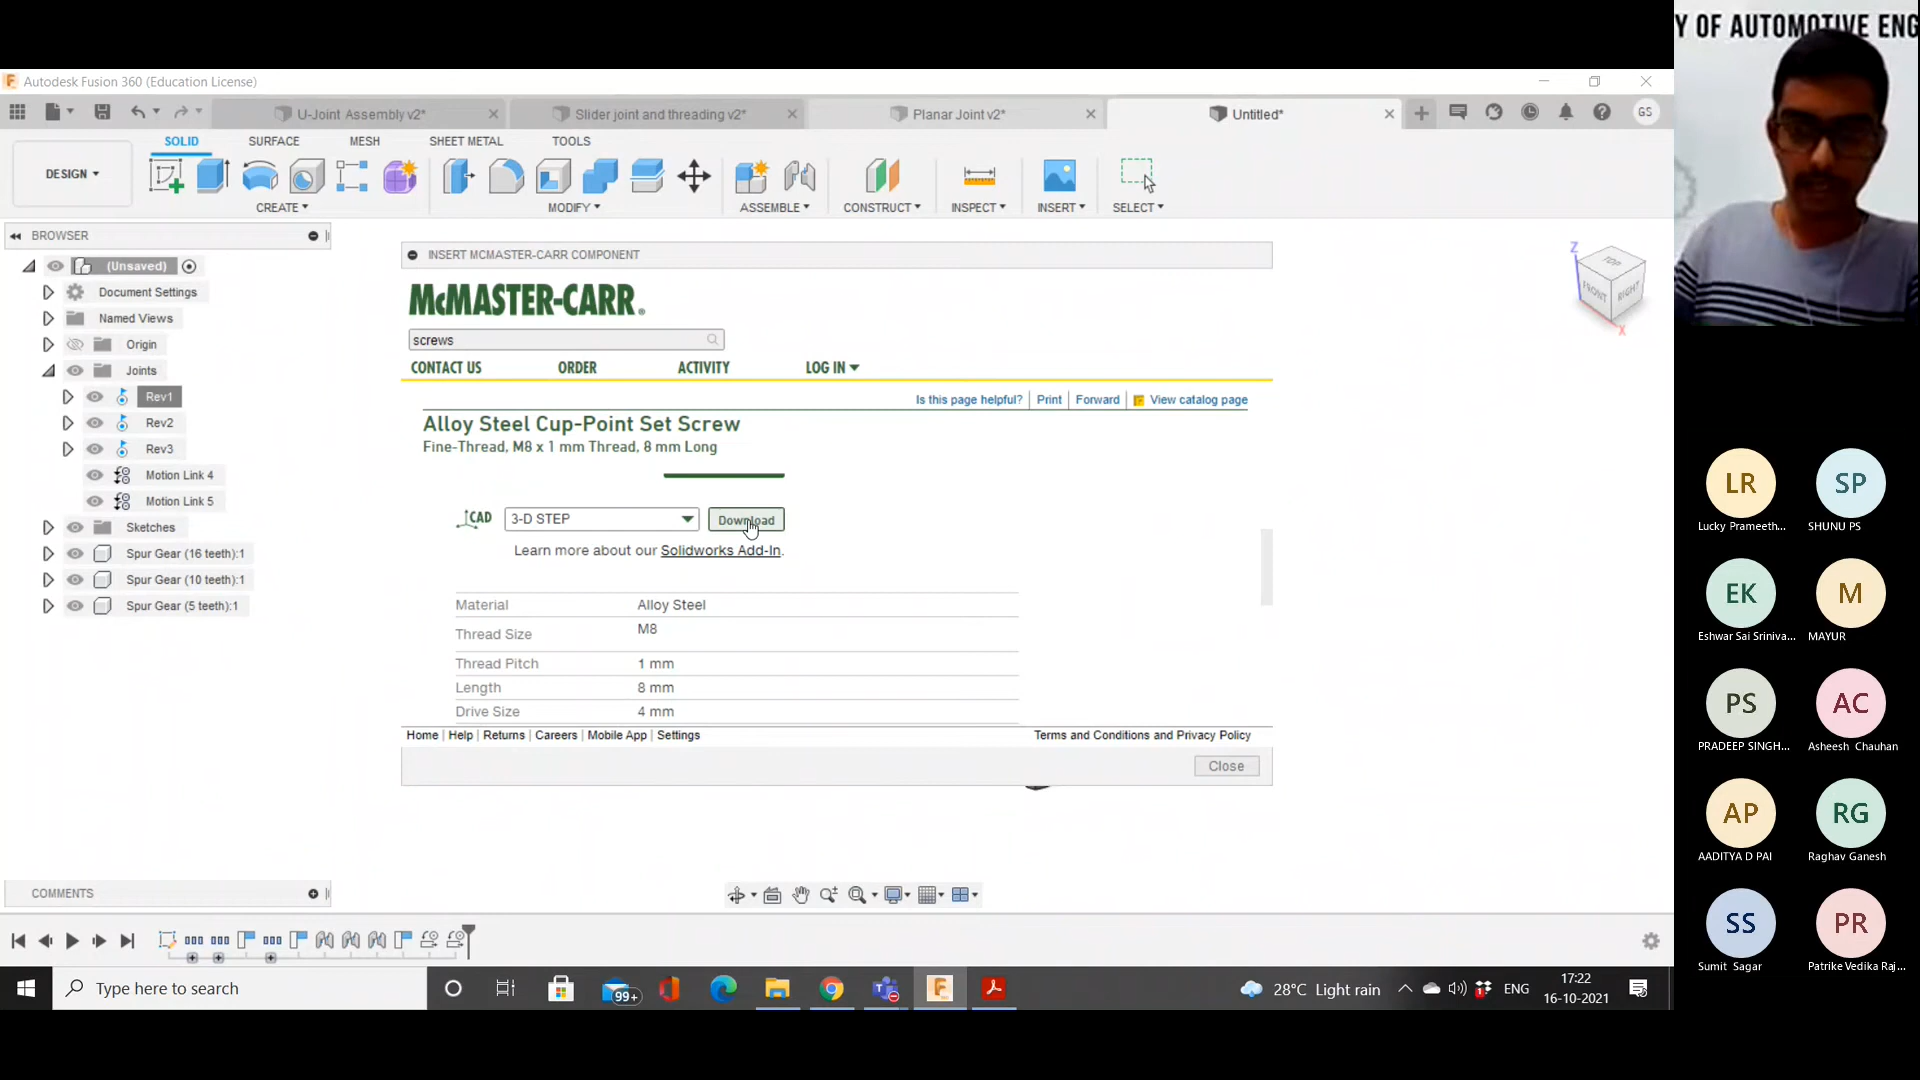 Y OF AUTOMOTIVE ENG
Autodesk Fusion 360 (Education License)
U-Joint Assembly v2*
Slider joint and threading v2*
Planar Joint v2*
Untitled*
GS
SOLID
SURFACE
MESH
SHEET METAL
TOOLS
DESIGN
CREATE
MODIFY
ASSEMBLE
CONSTRUCT
INSPECT
INSERT
SELECT
BROWSER
(Unsaved)
Document Settings
Named Views
Origin
Joints
Rev1
Rev2
Rev3
Motion Link 4
Motion Link 5
Sketches
Spur Gear (16 teeth):1
Spur Gear (10 teeth):1
Spur Gear (5 teeth):1
INSERT MCMASTER-CARR COMPONENT
McMASTER-CARR.
screws
CONTACT US
ORDER
ACTIVITY
LOG IN
Is this page helpful?
Print
Forward
View catalog page
Alloy Steel Cup-Point Set Screw
Fine-Thread, M8 x 1 mm Thread, 8 mm Long
CAD
3-D STEP
Download
Learn more about our Solidworks Add-In.
Material Alloy Steel
Thread Size M8
Thread Pitch 1 mm
Length 8 mm
Drive Size 4 mm
Home | Help | Returns | Careers | Mobile App | Settings
Terms and Conditions and Privacy Policy
Close
Z
TOP
FRONT
RIGHT
X
COMMENTS
Type here to search
99+
28°C Light rain
1
ENG
17:22
16-10-2021
LR
Lucky Prameeth...
SP
SHUNU PS
EK
Eshwar Sai Sriniva...
M
MAYUR
PS
PRADEEP SINGH...
AC
Asheesh Chauhan
AP
AADITYA D PAI
RG
Raghav Ganesh
SS
Sumit Sagar
PR
Patrike Vedika Raj...